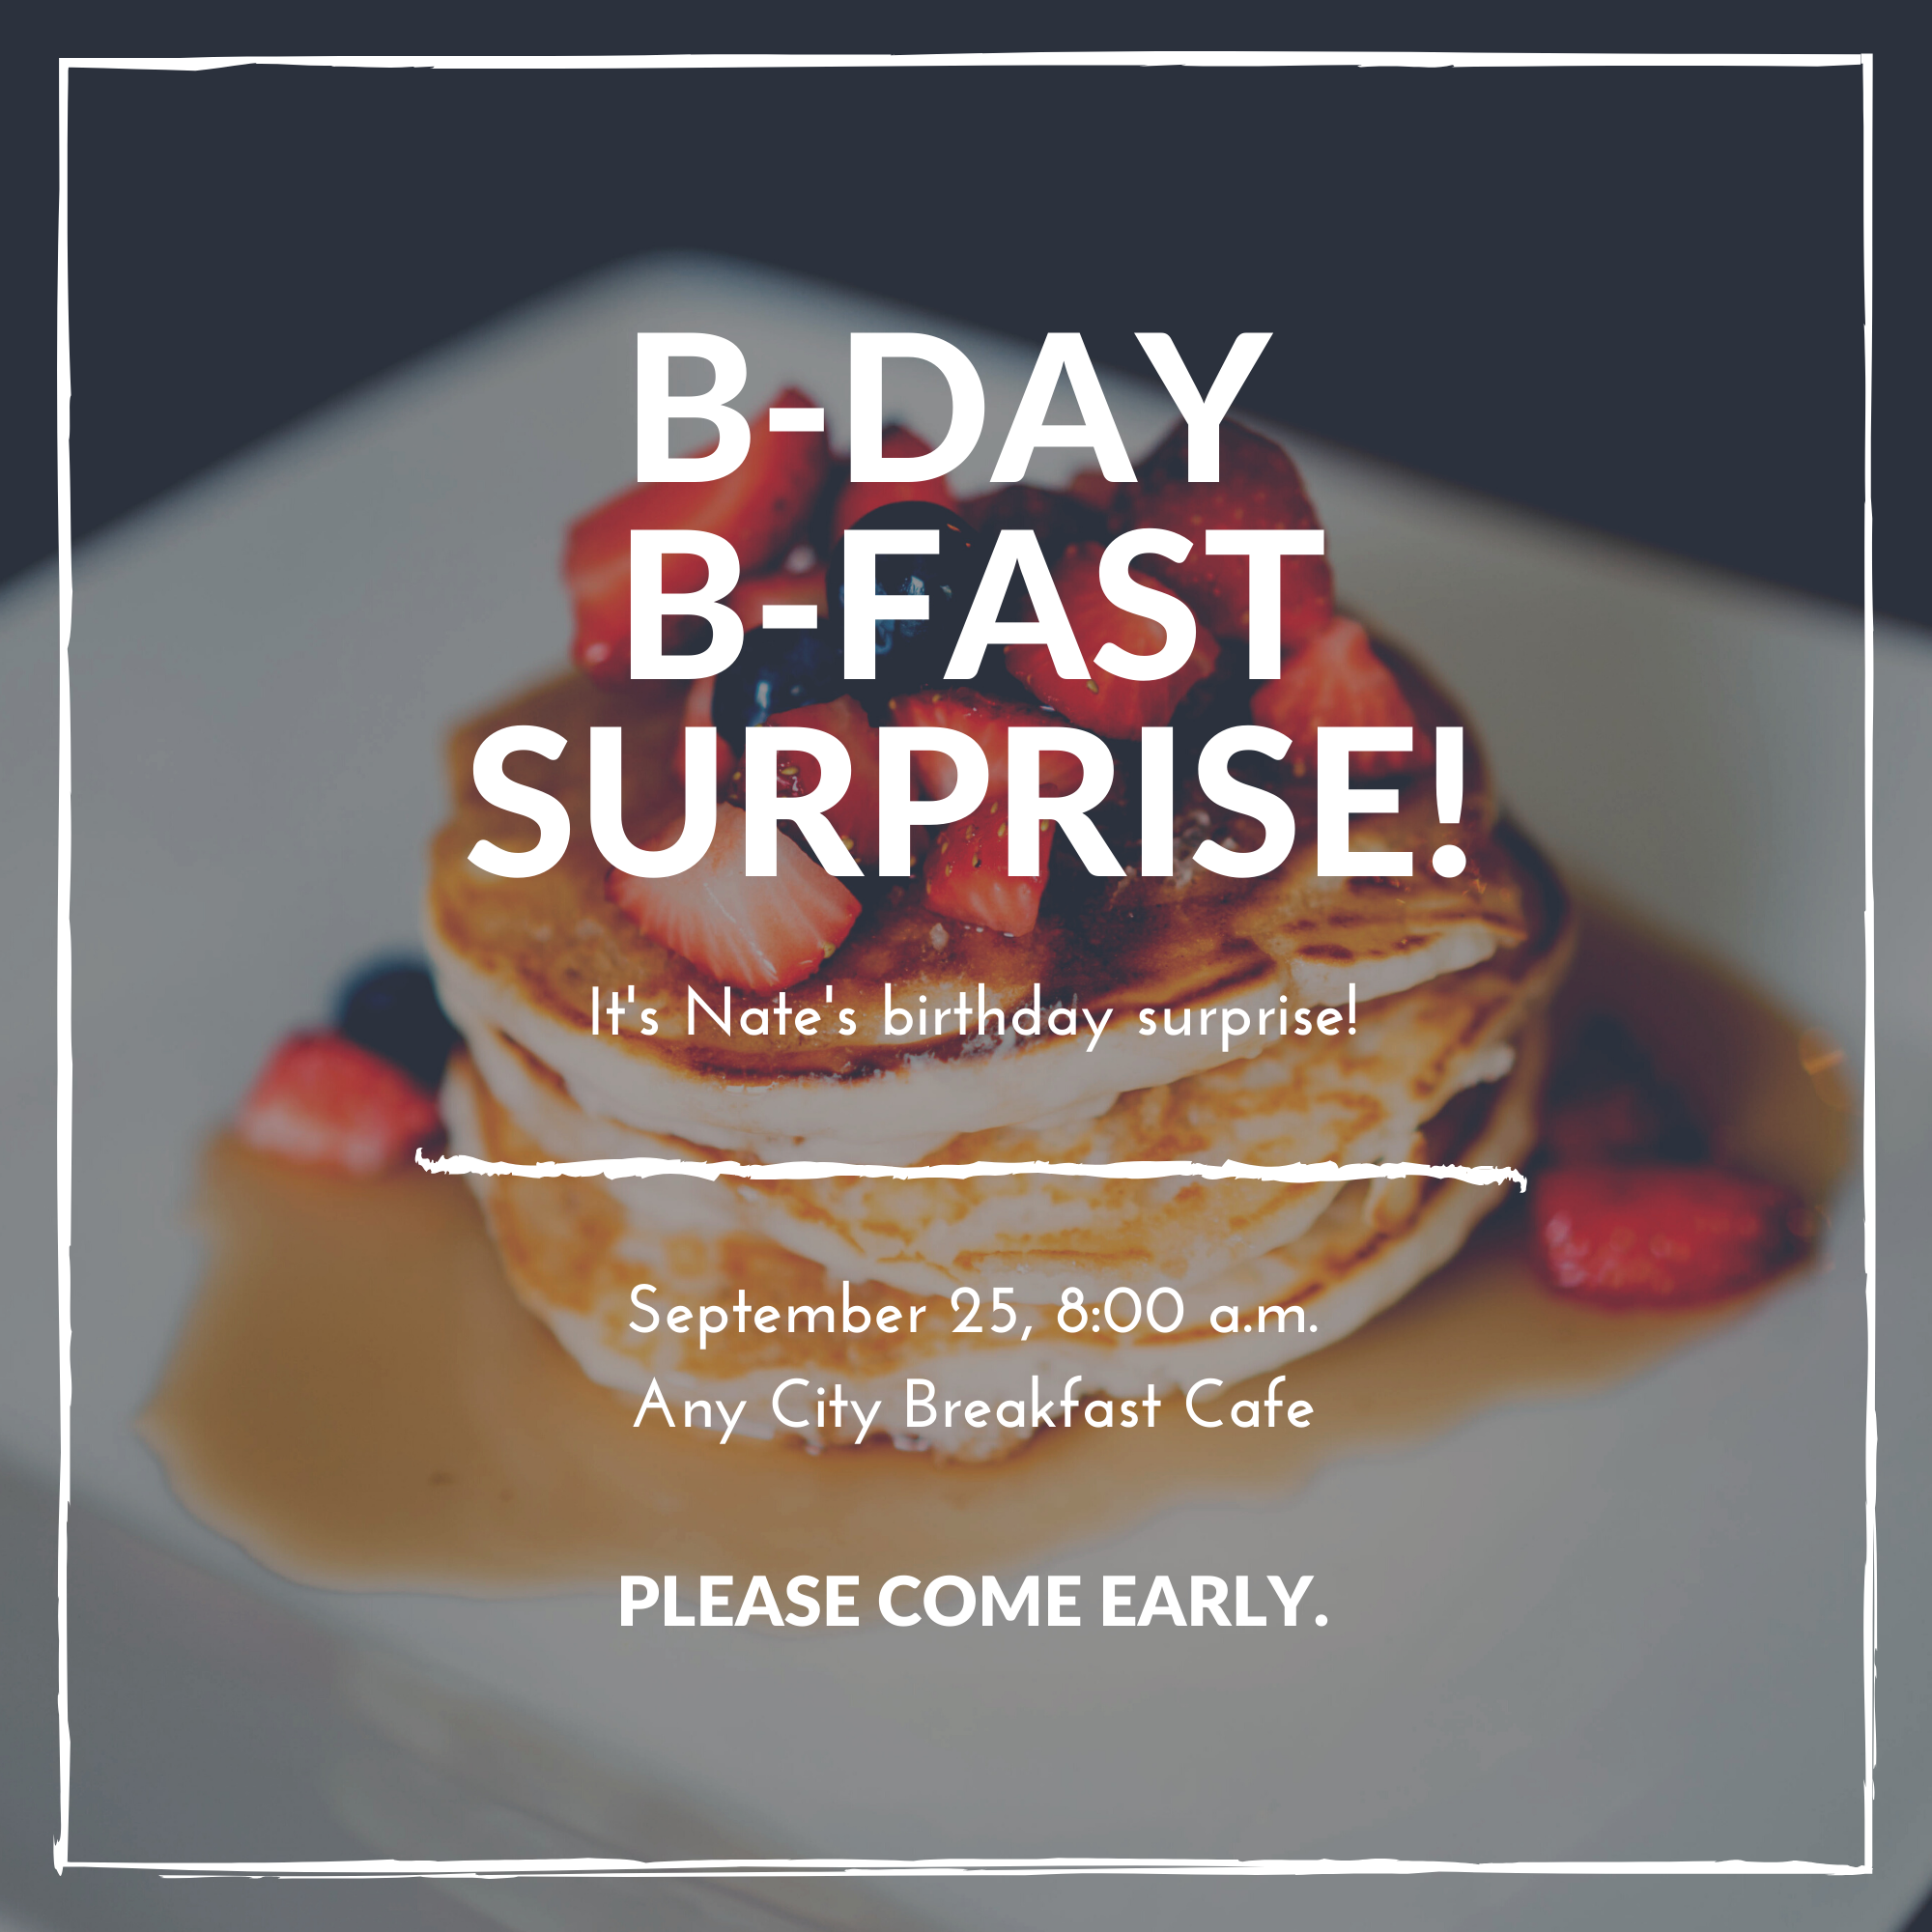 B-DAY
B-FAST
SURPRISE!
It's Nate's birthday surprise!
September 25, 8:00 a.m.
Any City Breakfast Cafe
PLEASE COME EARLY.